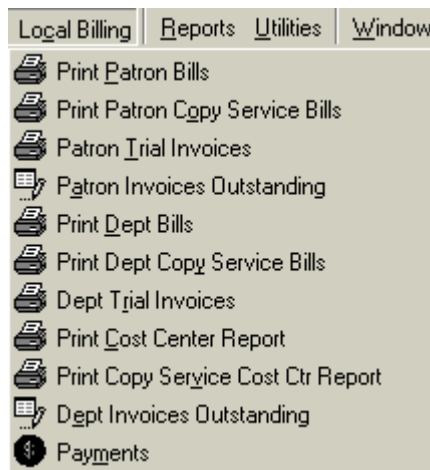 Local Billing Reports Utilities Window
Print Patron Bills
Print Patron Copy Service Bills
Patron Trial Invoices
Patron Invoices Outstanding
Print Dept Bills
Print Dept Copy Service Bills
Dept Trial Invoices
Print Cost Center Report
Print Copy Service Cost Ctr Report
Dept Invoices Outstanding
Payments